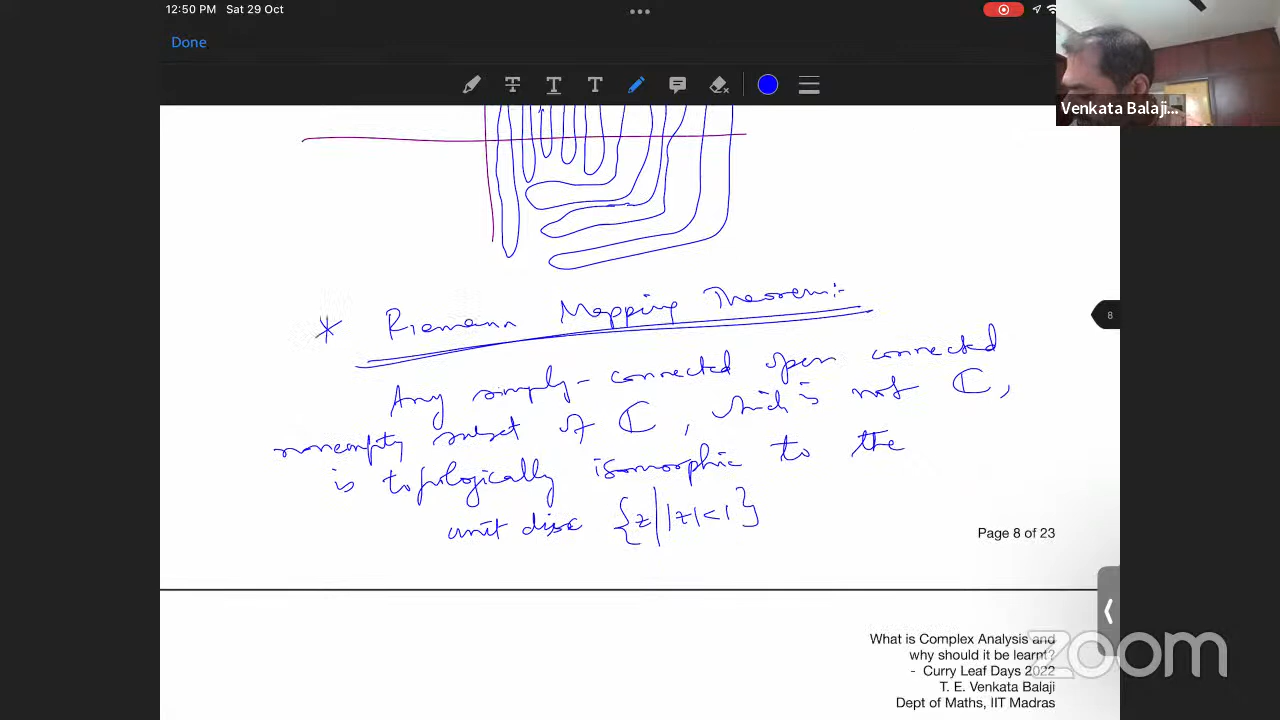 12:50 PM Sat 29 Oct
Done
Venkata Balaji...
* Riemann Mapping Theorem:-
Any simply-connected open connected
nonempty subset of ℂ, which is not ℂ,
is topologically isomorphic to the
unit disc {z||z|<1}
8
Page 8 of 23
What is Complex Analysis and
why should it be learnt?
- Curry Leaf Days 2022
T. E. Venkata Balaji
Dept of Maths, IIT Madras
zoom